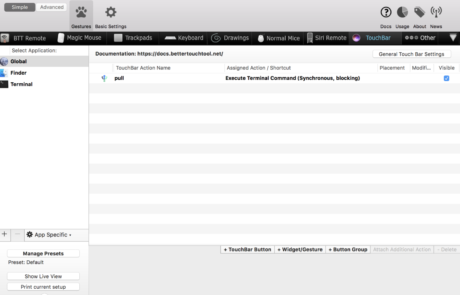 Simple Advanced
Gestures Basic Settings Docs Usage About News
BTT Remote Magic Mouse Trackpads Keyboard Drawings Normal Mice Siri Remote TouchBar Other
Select Application:
Global
Finder
Terminal
Documentation: https://docs.bettertouchtool.net/ General Touch Bar Settings
TouchBar Action Name Assigned Action / Shortcut Placement Modifi... Visible
pull Execute Terminal Command (Synchronous, blocking)
+ - App Specific
+ TouchBar Button + Widget/Gesture + Button Group Attach Additional Action - Delete
Manage Presets
Preset: Default
Show Live View
Print current setup